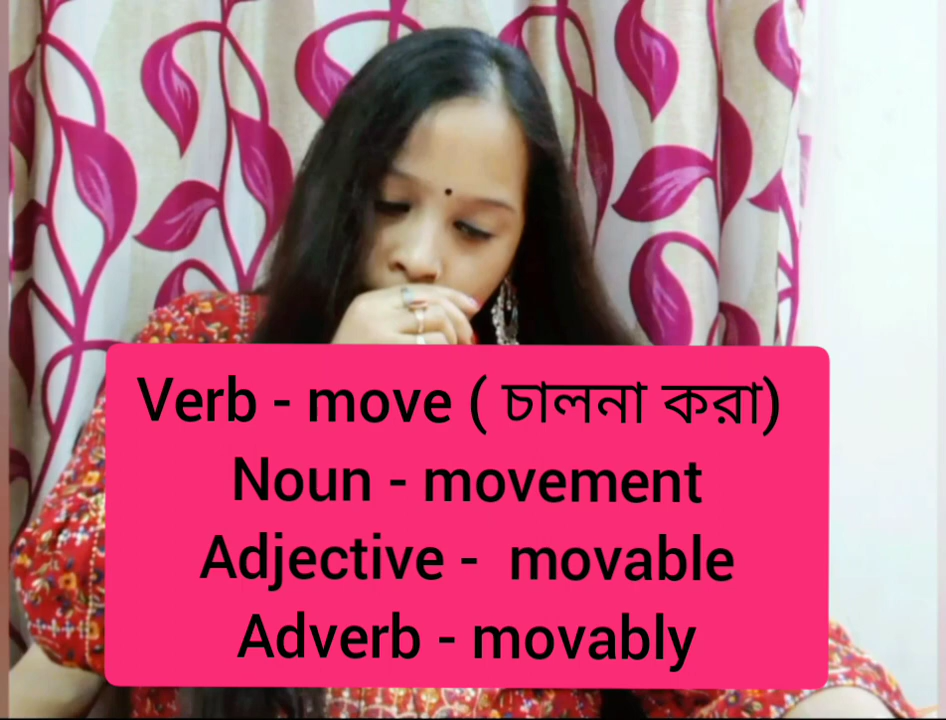 Verb - move ( চালনা করা)
Noun - movement
Adjective - movable
Adverb - movably